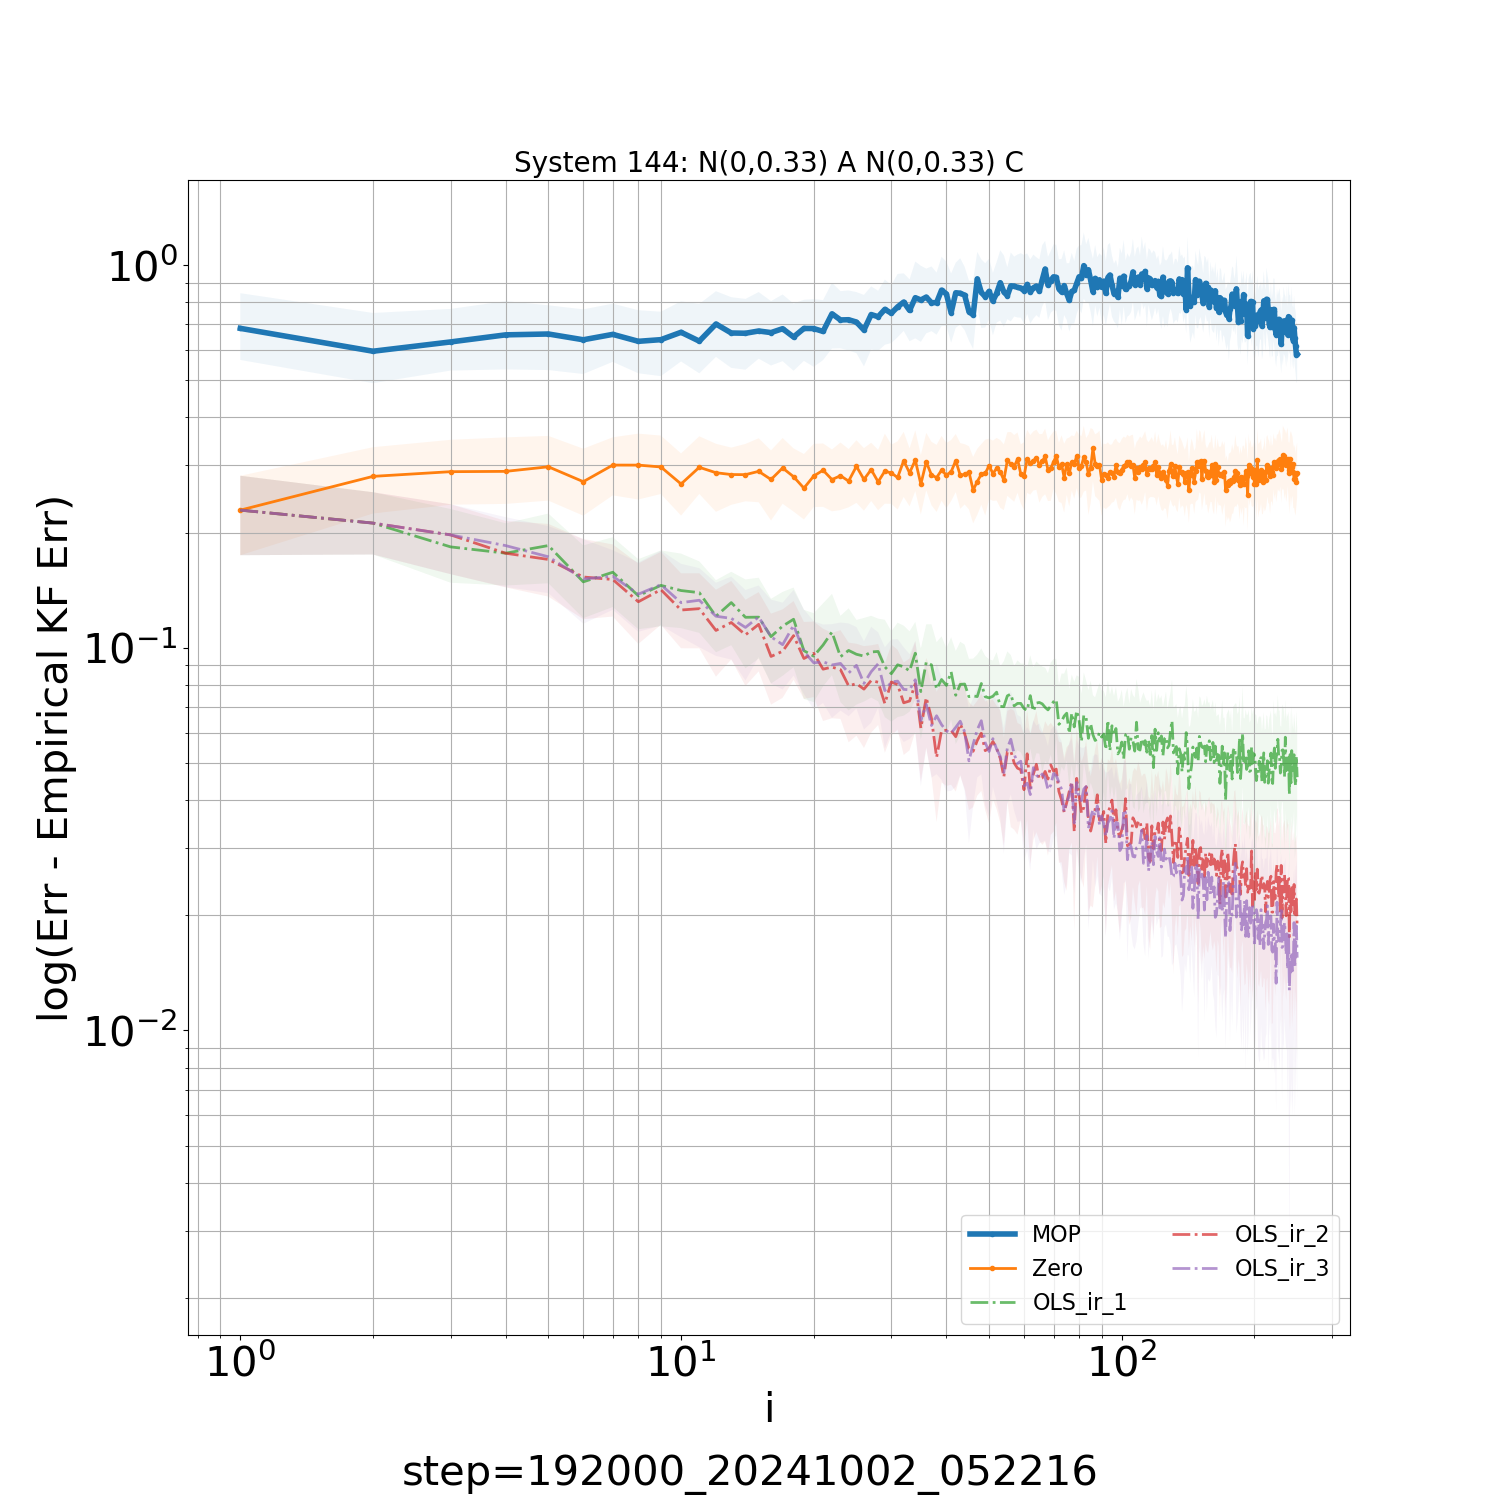 System 144: N(0,0.33) A N(0,0.33) C
log(Err - Empirical KF Err)
10⁰
10⁻¹
10⁻²
MOP
Zero
OLS_ir_1
OLS_ir_2
OLS_ir_3
10⁰ 10¹ 10²
i
step=192000_20241002_052216